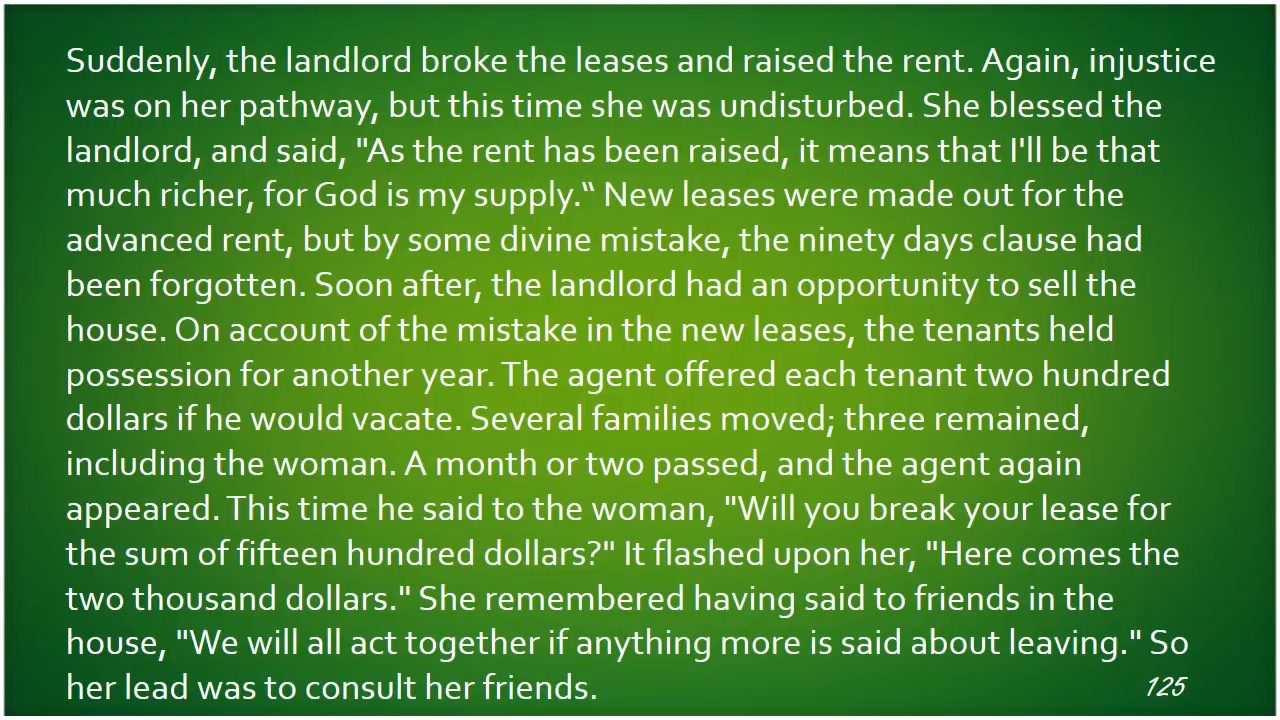 Suddenly, the landlord broke the leases and raised the rent. Again, injustice
was on her pathway, but this time she was undisturbed. She blessed the
landlord, and said, "As the rent has been raised, it means that I'll be that
much richer, for God is my supply.“ New leases were made out for the
advanced rent, but by some divine mistake, the ninety days clause had
been forgotten. Soon after, the landlord had an opportunity to sell the
house. On account of the mistake in the new leases, the tenants held
possession for another year. The agent offered each tenant two hundred
dollars if he would vacate. Several families moved; three remained,
including the woman. A month or two passed, and the agent again
appeared. This time he said to the woman, "Will you break your lease for
the sum of fifteen hundred dollars?" It flashed upon her, "Here comes the
two thousand dollars." She remembered having said to friends in the
house, "We will all act together if anything more is said about leaving." So
her lead was to consult her friends.
125